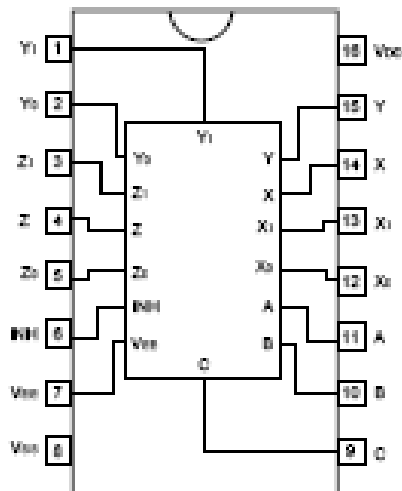 Y1 1
16 VDD
Y0 2
15 Y
Y1
Y0 Y
Z1 3
14 X
Z1 X
Z 4
13 X1
Z X1
Z0 5
12 X0
Z0 X0
INH A
INH 6
11 A
VEE B
C
VEE 7
10 B
VSS 8
9 C